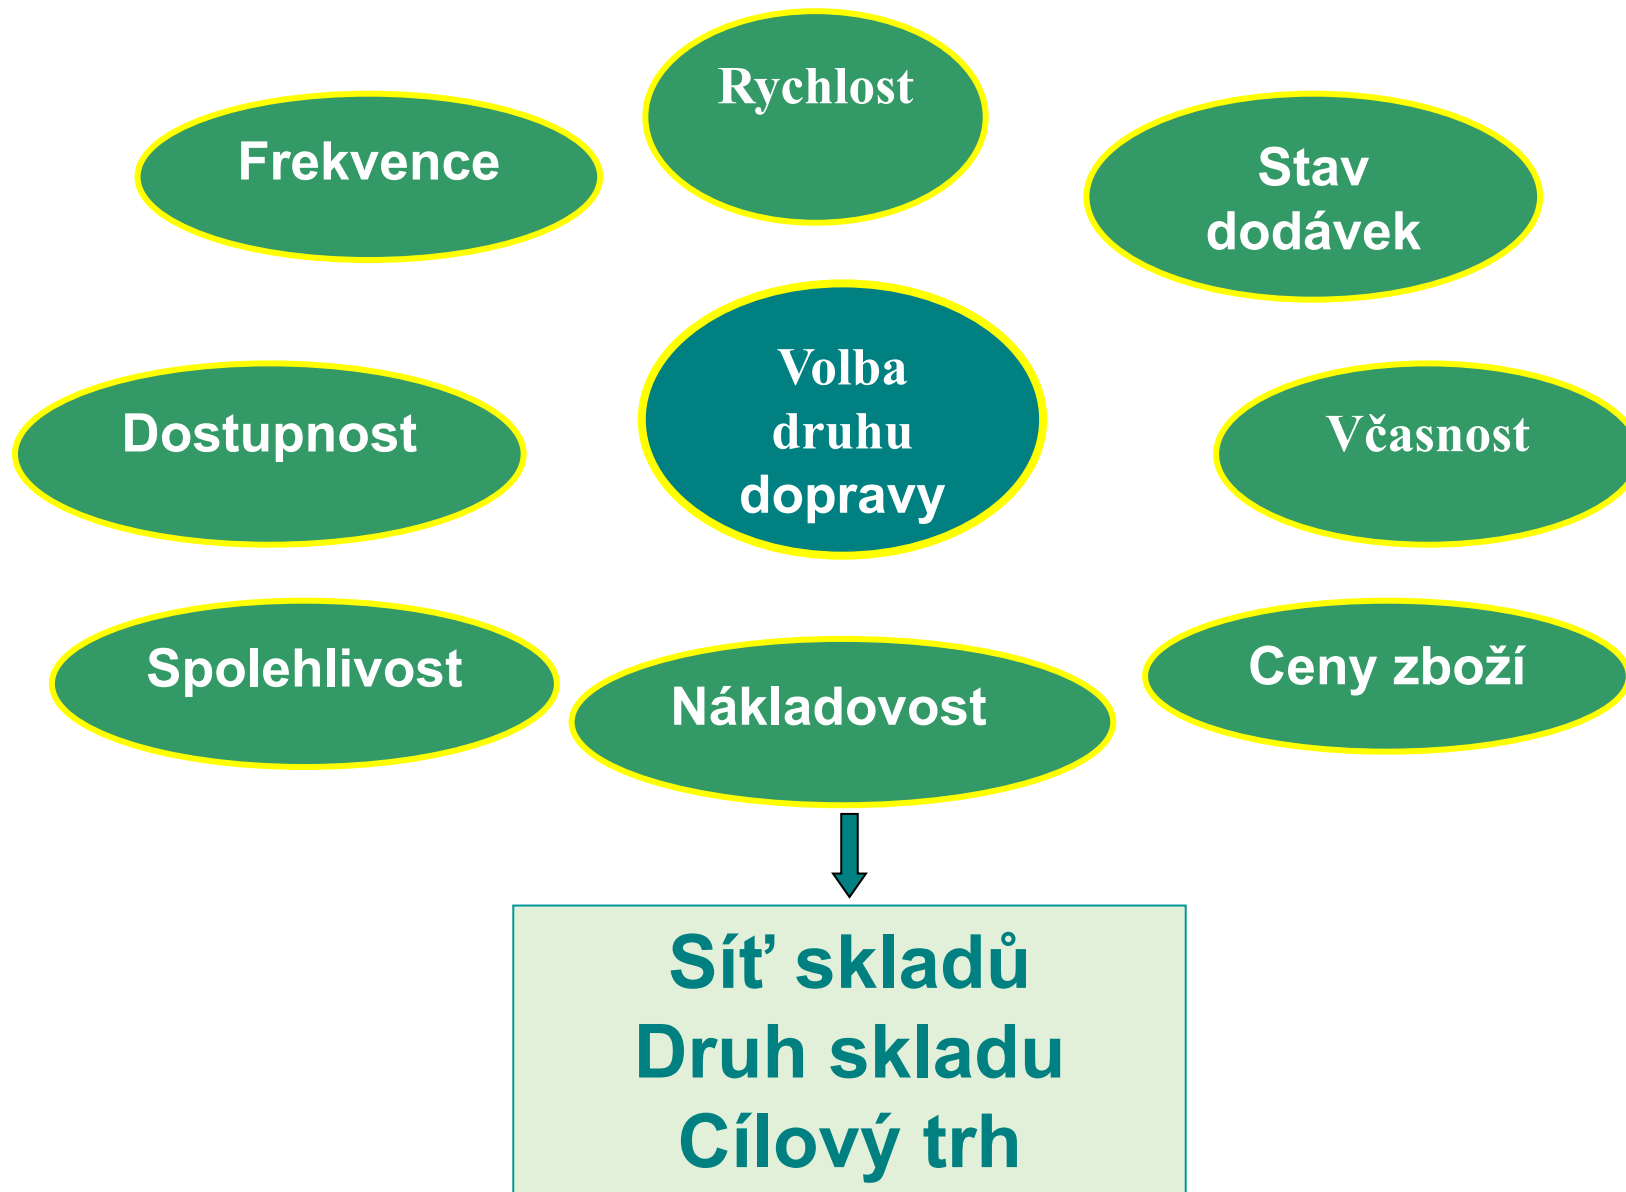 Rychlost
Frekvence
Stav
dodávek
Volba
druhu
dopravy
Dostupnost
Včasnost
Spolehlivost
Nákladovost
Ceny zboží
Síť skladů
Druh skladu
Cílový trh